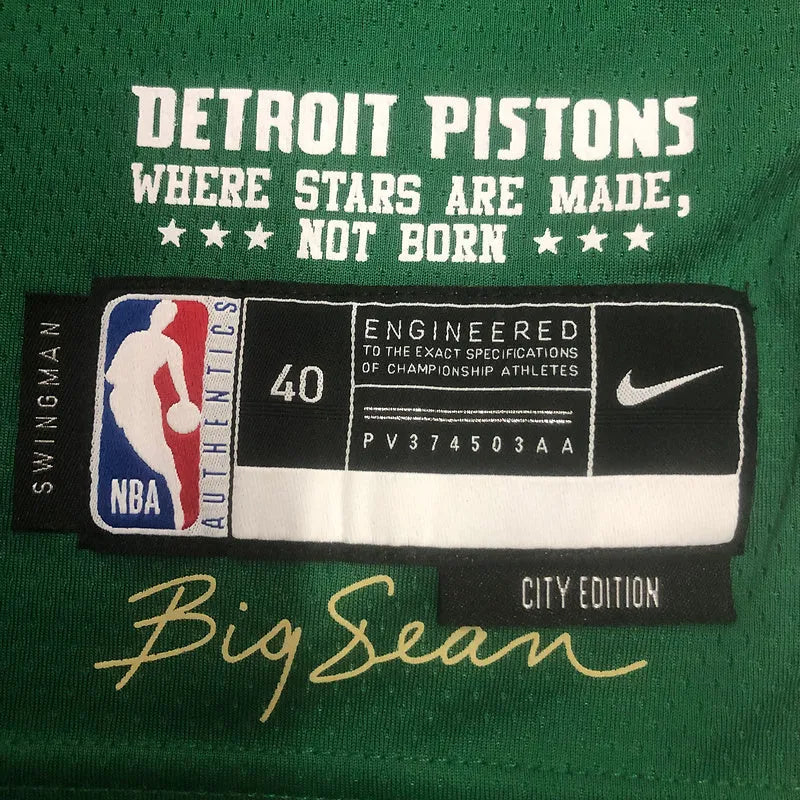 DETROIT PISTONS
WHERE STARS ARE MADE,
NOT BORN
SWINGMAN
NBA
AUTHENTICS
40
ENGINEERED
TO THE EXACT SPECIFICATIONS
OF CHAMPIONSHIP ATHLETES
PV374503AA
CITY EDITION
Big Sean